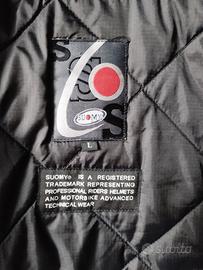 SUOMY
L
SUOMY® IS A REGISTERED
TRADEMARK REPRESENTING
PROFESSIONAL RIDERS HELMETS
AND MOTORBIKE ADVANCED
TECHNICAL WEAR
subito